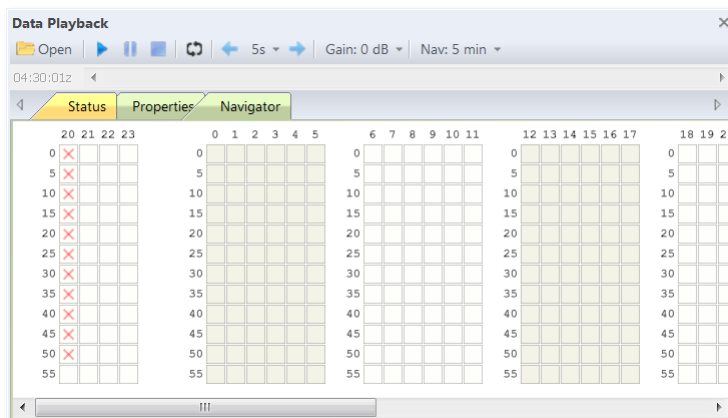 Data Playback
Open 5s Gain: 0 dB Nav: 5 min
04:30:01z
Status Properties Navigator
20 21 22 23 0 1 2 3 4 5 6 7 8 9 10 11 12 13 14 15 16 17 18 19 2
0 0 0 0 0
5 5 5 5 5
10 10 10 10 10
15 15 15 15 15
20 20 20 20 20
25 25 25 25 25
30 30 30 30 30
35 35 35 35 35
40 40 40 40 40
45 45 45 45 45
50 50 50 50 50
55 55 55 55 55